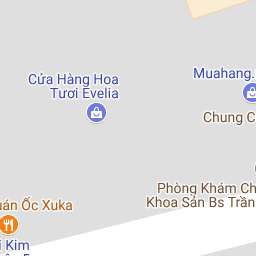 Cửa Hàng Hoa
Tươi Evelia
Muahang.
Chung C
Phòng Khám Ch
Khoa Sản Bs Trần
uán Ốc Xuka
i Kim